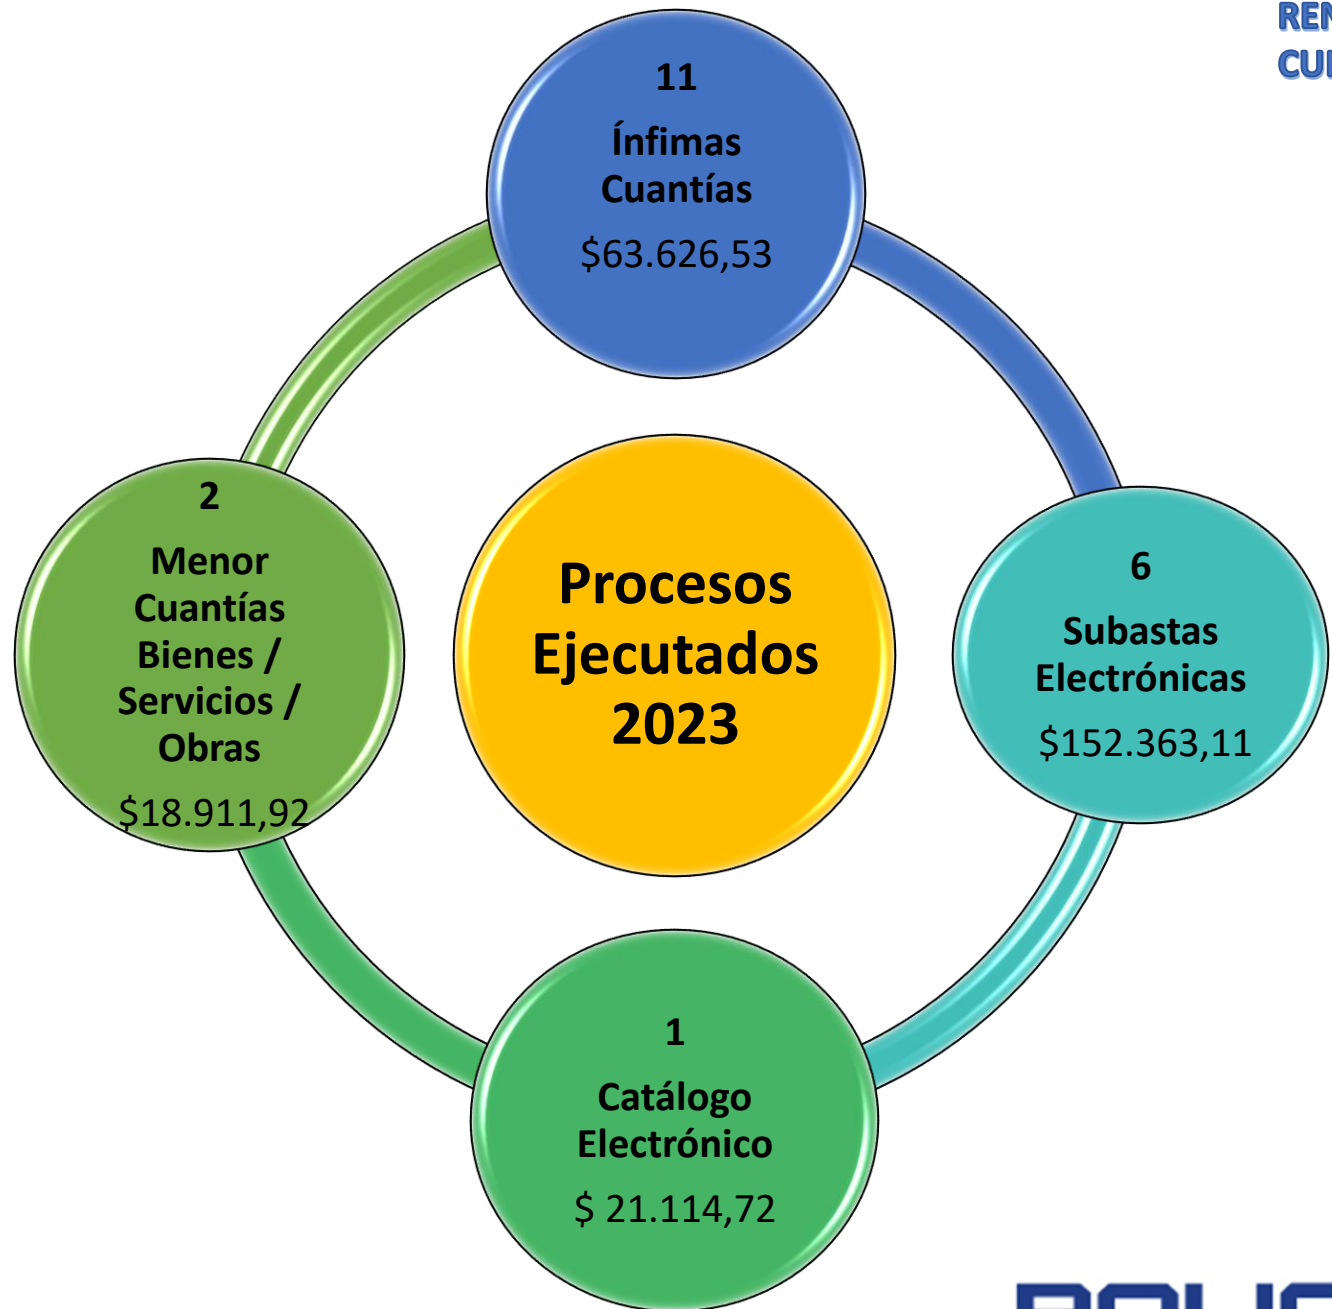 11
Ínfimas
Cuantías
$63.626,53
6
Subastas
Electrónicas
$152.363,11
1
Catálogo
Electrónico
$ 21.114,72
2
Menor
Cuantías
Bienes /
Servicios /
Obras
$18.911,92
Procesos
Ejecutados
2023